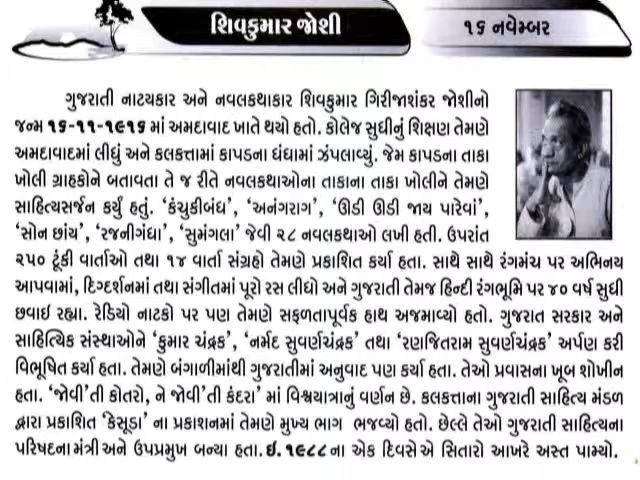 શિવકુમાર જોશી
૧૬ નવેમ્બર
ગુજરાતી નાટયકાર અને નવલકથાકાર શિવકુમાર ગિરીજાશંકર જોશીનો
જન્મ ૧૬-૧૧-૧૯૧૬ માં અમદાવાદ ખાતે થયો હતો. કોલેજ સુધીનું શિક્ષણ તેમણે
અમદાવાદમાં લીધું અને કલકત્તામાં કાપડના ધંધામાં ઝંપલાવ્યું. જેમ કાપડના તાકા
ખોલી ગ્રાહકોને બતાવતા તે જ રીતે નવલકથાઓના તાકાના તાકા ખોલીને તેમણે
સાહિત્યસર્જન કર્યું હતું. 'કંચુકીબંધ', 'અનંગરાગ', 'ઊડી ઊડી જાય પારેવાં',
'સોન છાંય', 'રજનીગંધા', 'સુમંગલા' જેવી ૨૮ નવલકથાઓ લખી હતી. ઉપરાંત
૨૫૦ ટૂંકી વાર્તાઓ તથા ૧૪ વાર્તા સંગ્રહો તેમણે પ્રકાશિત કર્યા હતા. સાથે સાથે રંગમંચ પર અભિનય
આપવામાં, દિગ્દર્શનમાં તથા સંગીતમાં પૂરો રસ લીધો અને ગુજરાતી તેમજ હિન્દી રંગભૂમિ પર ૪૦ વર્ષ સુધી
છવાઇ રહ્યા. રેડિયો નાટકો પર પણ તેમણે સફળતાપૂર્વક હાથ અજમાવ્યો હતો. ગુજરાત સરકાર અને
સાહિત્યિક સંસ્થાઓને 'કુમાર ચંદ્રક', 'નર્મદ સુવર્ણચંદ્રક' તથા 'રણજિતરામ સુવર્ણચંદ્રક' અર્પણ કરી
વિભૂષિત કર્યા હતા. તેમણે બંગાળીમાંથી ગુજરાતીમાં અનુવાદ પણ કર્યા હતા. તેઓ પ્રવાસના ખૂબ શોખીન
હતા. 'જોવી'તી કોતરો, ને જોવી'તી કંદરા' માં વિશ્વયાત્રાનું વર્ણન છે. કલકત્તાના ગુજરાતી સાહિત્ય મંડળ
દ્વારા પ્રકાશિત 'કેસૂડા' ના પ્રકાશનમાં તેમણે મુખ્ય ભાગ ભજવ્યો હતો. છેલ્લે તેઓ ગુજરાતી સાહિત્યના
પરિષદના મંત્રી અને ઉપપ્રમુખ બન્યા હતા. ઇ. ૧૯૮૮ ના એક દિવસે એ સિતારો આખરે અસ્ત પામ્યો.